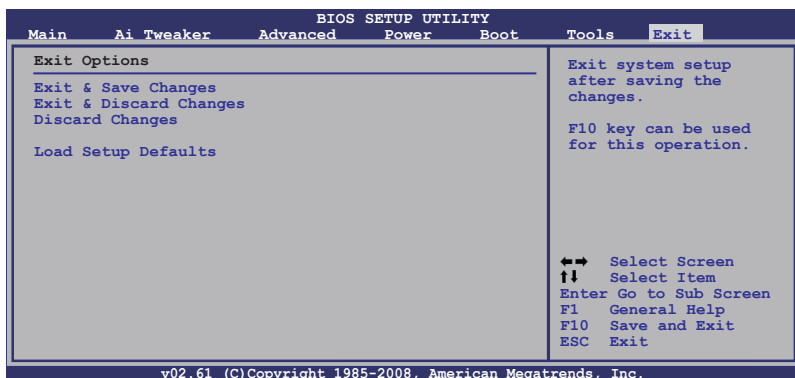 BIOS SETUP UTILITY
Main Ai Tweaker Advanced Power Boot Tools Exit
Exit Options
Exit & Save Changes
Exit & Discard Changes
Discard Changes
Load Setup Defaults
Exit system setup
after saving the
changes.
F10 key can be used
for this operation.
←→ Select Screen
↑↓ Select Item
Enter Go to Sub Screen
F1 General Help
F10 Save and Exit
ESC Exit
v02.61 (C)Copyright 1985-2008, American Megatrends, Inc.